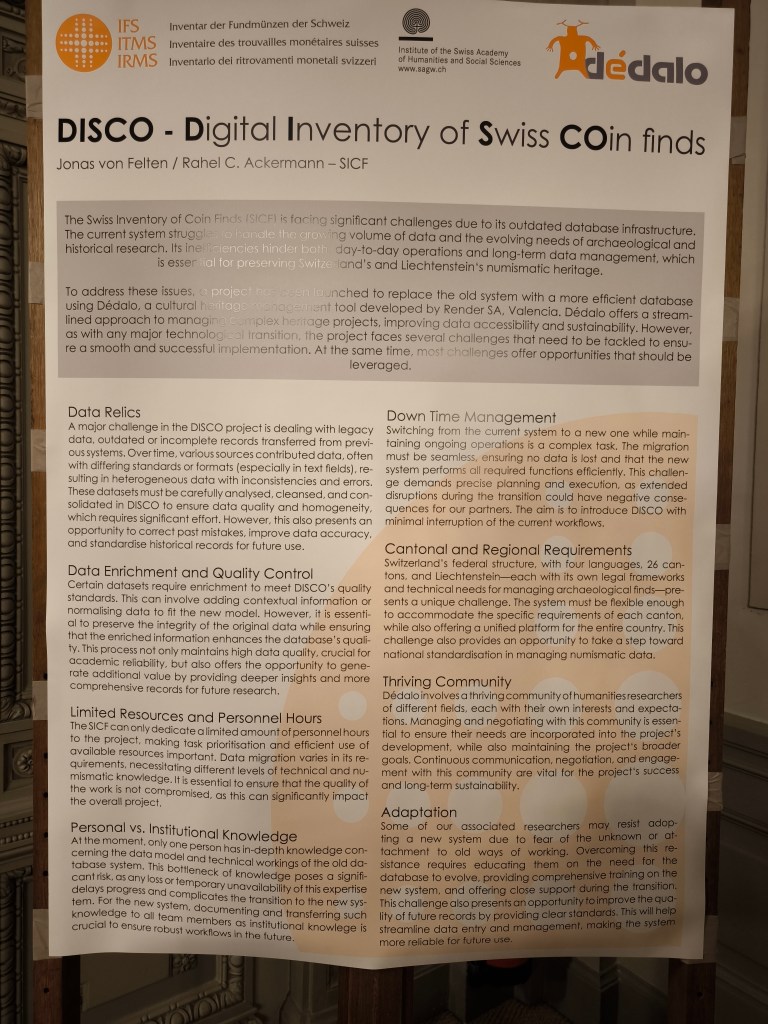 IFS
ITMS
IRMS
Inventar der Fundmünzen der Schweiz
Inventaire des trouvailles monétaires suisses
Inventario dei ritrovamenti monetali svizzeri
Institute of the Swiss Academy
of Humanities and Social Sciences
www.sagw.ch
dédalo
DISCO - Digital Inventory of Swiss COin finds
Jonas von Felten / Rahel C. Ackermann – SICF
The Swiss Inventory of Coin Finds (SICF) is facing significant challenges due to its outdated database infrastructure.
The current system struggles to handle the growing volume of data and the evolving needs of archaeological and
historical research. Its inefficiencies hinder both day-to-day operations and long-term data management, which
is essential for preserving Switzerland's and Liechtenstein's numismatic heritage.
To address these issues, a project has been launched to replace the old system with a more efficient database
using Dédalo, a cultural heritage management tool developed by Render SA, Valencia. Dédalo offers a stream-
lined approach to managing complex heritage projects, improving data accessibility and sustainability. However,
as with any major technological transition, the project faces several challenges that need to be tackled to ensu-
re a smooth and successful implementation. At the same time, most challenges offer opportunities that should be
leveraged.
Data Relics
A major challenge in the DISCO project is dealing with legacy
data, outdated or incomplete records transferred from previ-
ous systems. Over time, various sources contributed data, often
with differing standards or formats (especially in text fields), re-
sulting in heterogeneous data with inconsistencies and errors.
These datasets must be carefully analysed, cleansed, and con-
solidated in DISCO to ensure data quality and homogeneity,
which requires significant effort. However, this also presents an
opportunity to correct past mistakes, improve data accuracy,
and standardise historical records for future use.
Data Enrichment and Quality Control
Certain datasets require enrichment to meet DISCO's quality
standards. This can involve adding contextual information or
normalising data to fit the new model. However, it is essenti-
al to preserve the integrity of the original data while ensuring
that the enriched information enhances the database's quali-
ty. This process not only maintains high data quality, crucial for
academic reliability, but also offers the opportunity to gene-
rate additional value by providing deeper insights and more
comprehensive records for future research.
Limited Resources and Personnel Hours
The SICF can only dedicate a limited amount of personnel hours
to the project, making task prioritisation and efficient use of
available resources important. Data migration varies in its re-
quirements, necessitating different levels of technical and nu-
mismatic knowledge. It is essential to ensure that the quality of
the work is not compromised, as this can significantly impact
the overall project.
Personal vs. Institutional Knowledge
At the moment, only one person has in-depth knowledge con-
cerning the data model and technical workings of the old da-
tabase system. This bottleneck of knowledge poses a signifi-
cant risk, as any loss or temporary unavailability of this expertise
delays progress and complicates the transition to the new sys-
tem. For the new system, documenting and transferring such
knowledge to all team members as institutional knowlege is
crucial to ensure robust workflows in the future.
Down Time Management
Switching from the current system to a new one while main-
taining ongoing operations is a complex task. The migration
must be seamless, ensuring no data is lost and that the new
system performs all required functions efficiently. This challen-
ge demands precise planning and execution, as extended
disruptions during the transition could have negative conse-
quences for our partners. The aim is to introduce DISCO with
minimal interruption of the current workflows.
Cantonal and Regional Requirements
Switzerland's federal structure, with four languages, 26 can-
tons, and Liechtenstein—each with its own legal frameworks
and technical needs for managing archaeological finds—pre-
sents a unique challenge. The system must be flexible enough
to accommodate the specific requirements of each canton,
while also offering a unified platform for the entire country. This
challenge also provides an opportunity to take a step toward
national standardisation in managing numismatic data.
Thriving Community
Dédalo involves a thriving community of humanities researchers
of different fields, each with their own interests and expecta-
tions. Managing and negotiating with this community is essen-
tial to ensure their needs are incorporated into the project's
development, while also maintaining the project's broader
goals. Continuous communication, negotiation, and engage-
ment with this community are vital for the project's success
and long-term sustainability.
Adaptation
Some of our associated researchers may resist adop-
ting a new system due to fear of the unknown or at-
tachment to old ways of working. Overcoming this re-
sistance requires educating them on the need for the
database to evolve, providing comprehensive training on the
new system, and offering close support during the transition.
This challenge also presents an opportunity to improve the qua-
lity of future records by providing clear standards. This will help
streamline data entry and management, making the system
more reliable for future use.